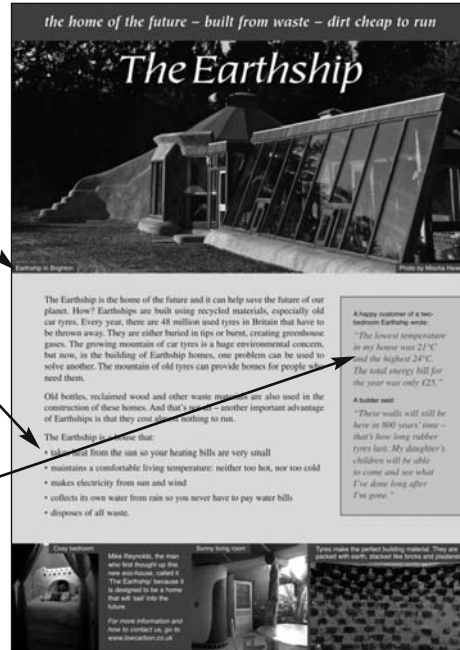 the home of the future – built from waste – dirt cheap to run
The Earthship
Earthship in Brighton
Photo by Mischa
The Earthship is the home of the future and it can help save the future of our
planet. How? Earthships are built using recycled materials, especially old
car tyres. Every year, there are 48 million used tyres in Britain that have to
be thrown away. They are either buried in tips or burnt, creating greenhouse
gases. The growing mountain of car tyres is a huge environmental concern,
but now, in the building of Earthship homes, one problem can be used to
solve another. The mountain of old tyres can provide homes for people who
need them.
Old bottles, reclaimed wood and other waste materials are also used in the
construction of these homes. And that's not all – another important advantage
of Earthships is that they cost almost nothing to run.
The Earthship is a house that:
• takes heat from the sun so your heating bills are very small
• maintains a comfortable living temperature: neither too hot, nor too cold
• makes electricity from sun and wind
• collects its own water from rain so you never have to pay water bills
• disposes of all waste.
A happy customer of a two-
bedroom Earthship wrote:
"The lowest temperature
in my house was 21°C
and the highest 24°C.
The total energy bill for
the year was only £25."
A builder said:
"These walls will still be
here in 800 years' time –
that's how long rubber
tyres last. My daughter's
children will be able
to come and see what
I've done long after
I'm gone."
Cosy bedroom
Mike Reynolds, the man
who first thought up this
new eco-house, called it
'The Earthship' because it
is designed to be a home
that will 'sail' into the
future.
For more information and
how to contact us, go to
www.lowcarbon.co.uk
Sunny living room
Tyres make the perfect building material. They are
packed with earth, stacked like bricks and plastered